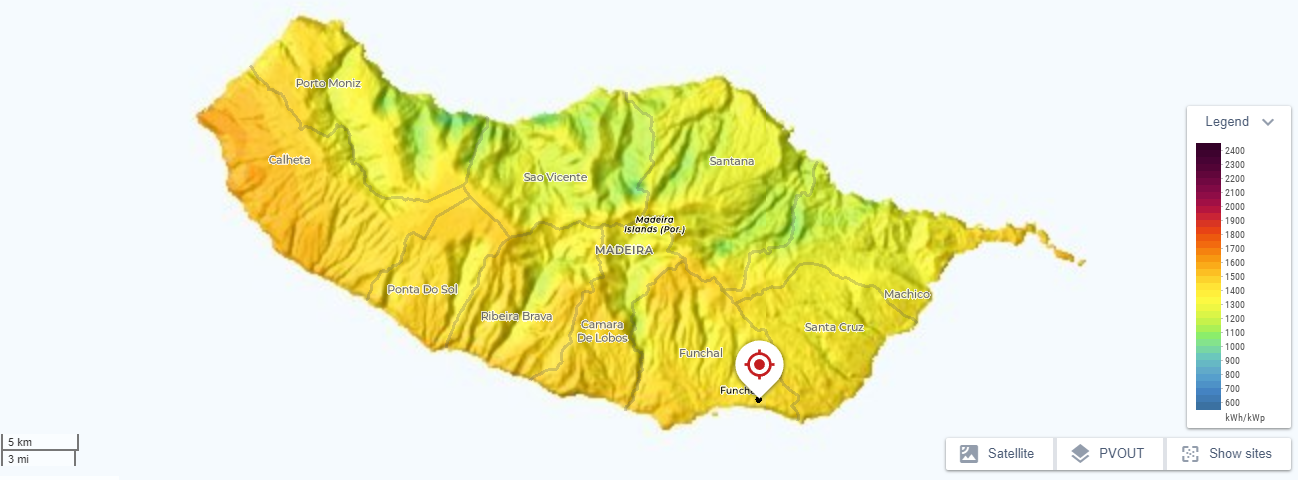 Porto Moniz
Calheta
Sao Vicente
Santana
Madeira
Islands (Por.)
MADEIRA
Ponta Do Sol
Ribeira Brava
Camara
De Lobos
Machico
Santa Cruz
Funchal
Legend
2400
2300
2200
2100
2000
1900
1800
1700
1600
1500
1400
1300
1200
1100
1000
900
800
700
600
kWh/kWp
5 km
3 mi
Satellite
PVOUT
Show sites